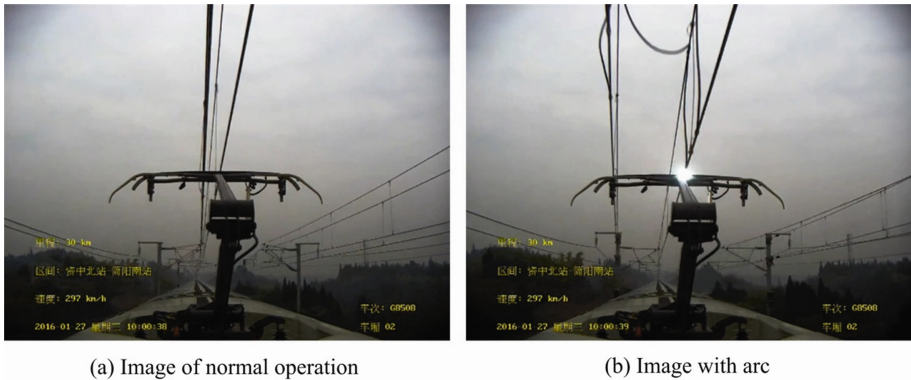 里程: 30 km
区间: 资中北站-简阳南站
速度: 297 km/h
车次: G8508
2016-01-27 星期三 10:00:38
车厢 02
里程: 30 km
区间: 资中北站-简阳南站
速度: 297 km/h
车次: G8508
2016-01-27 星期三 10:00:39
车厢 02
(a) Image of normal operation
(b) Image with arc